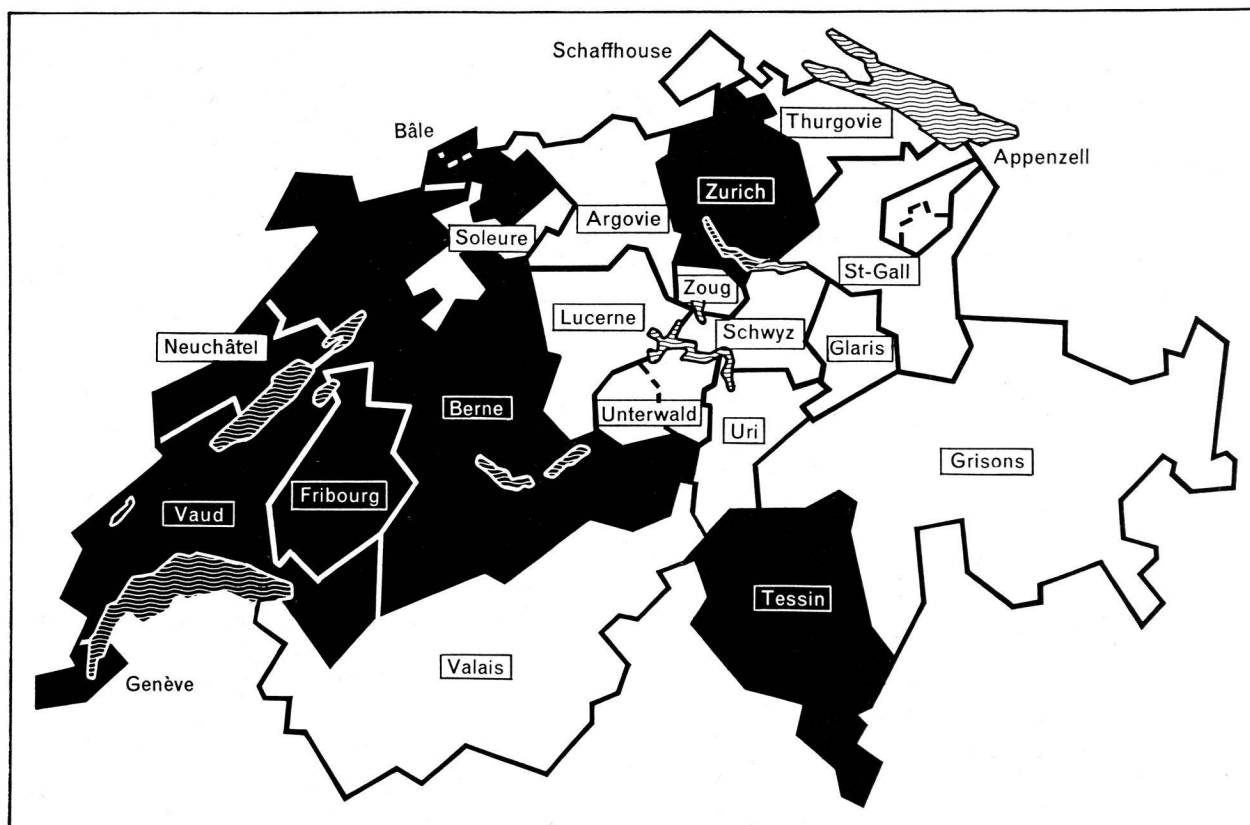 Schaffhouse
Bâle
Thurgovie
Appenzell
Zurich
Argovie
Soleure
St-Gall
Zoug
Lucerne
Schwyz
Neuchâtel
Glaris
Berne
Unterwald
Uri
Grisons
Fribourg
Vaud
Tessin
Valais
Genève